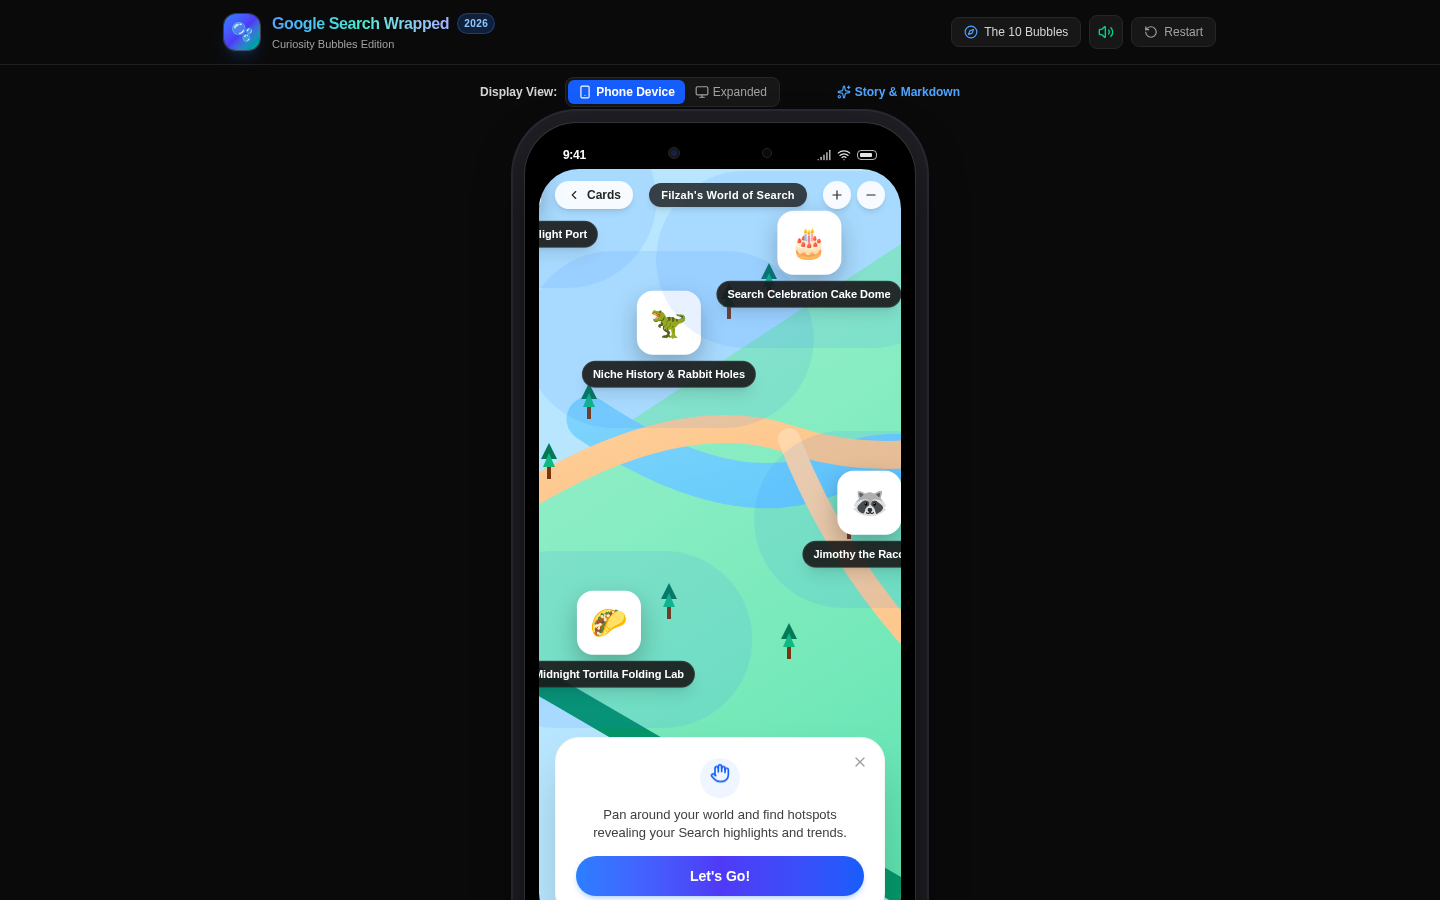 Google Search Wrapped 2026
Curiosity Bubbles Edition
The 10 Bubbles
Restart
Display View:
Phone Device
Expanded
Story & Markdown
9:41
Cards
Filzah's World of Search
light Port
Search Celebration Cake Dome
Niche History & Rabbit Holes
Jimothy the Racc
Midnight Tortilla Folding Lab
Pan around your world and find hotspots
revealing your Search highlights and trends.
Let's Go!